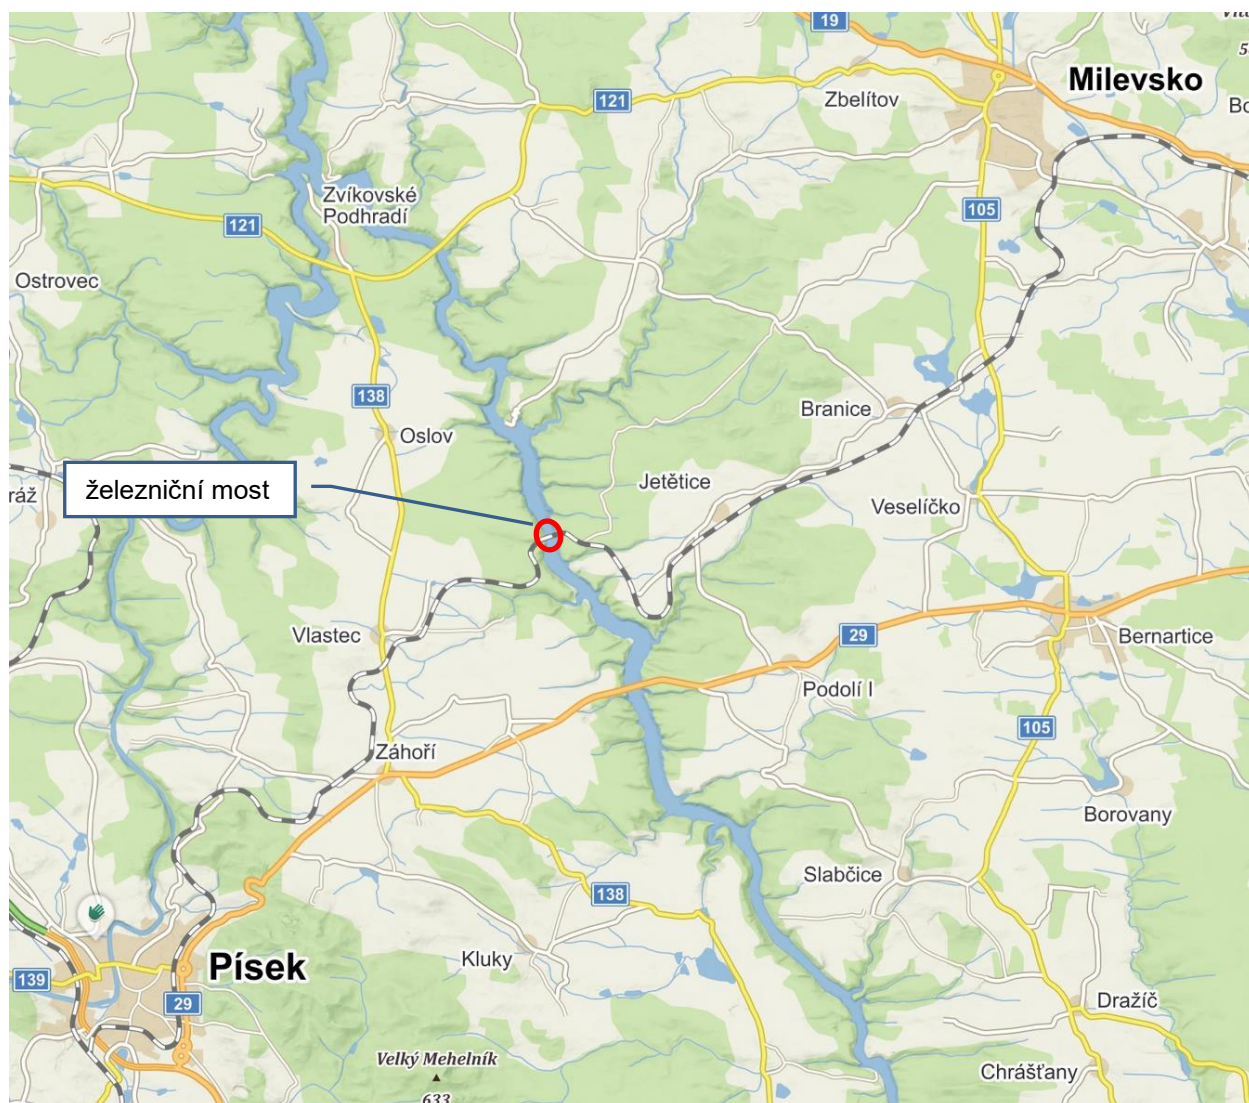 19
Milevsko
121
Zbelítov
Zvíkovské
Podhradí
121
105
Ostrovec
138
Oslov
Branice
železniční most
ráž
Jetětice
Veselíčko
Vlastec
29
Bernartice
Podolí I
Záhoří
105
Borovany
Slabčice
138
Kluky
Písek
139
29
Dražíč
Velký Mehelník
633
Chrášťany